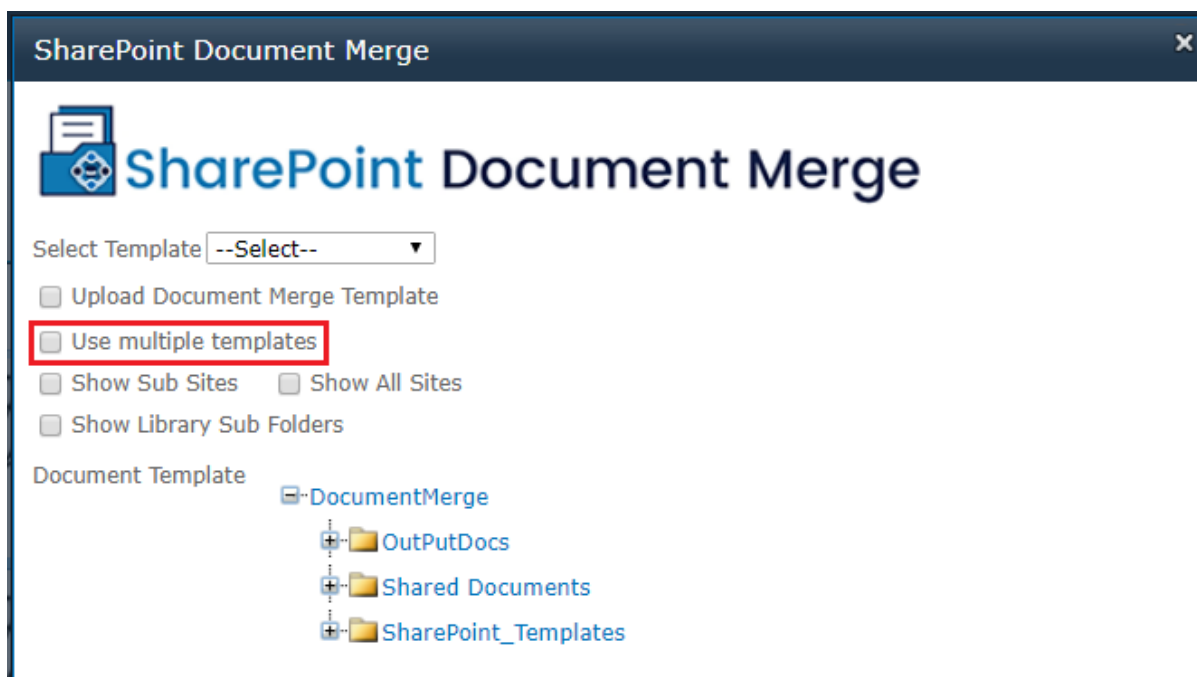 SharePoint Document Merge
SharePoint Document Merge
Select Template --Select--
Upload Document Merge Template
Use multiple templates
Show Sub Sites Show All Sites
Show Library Sub Folders
Document Template
DocumentMerge
OutPutDocs
Shared Documents
SharePoint_Templates